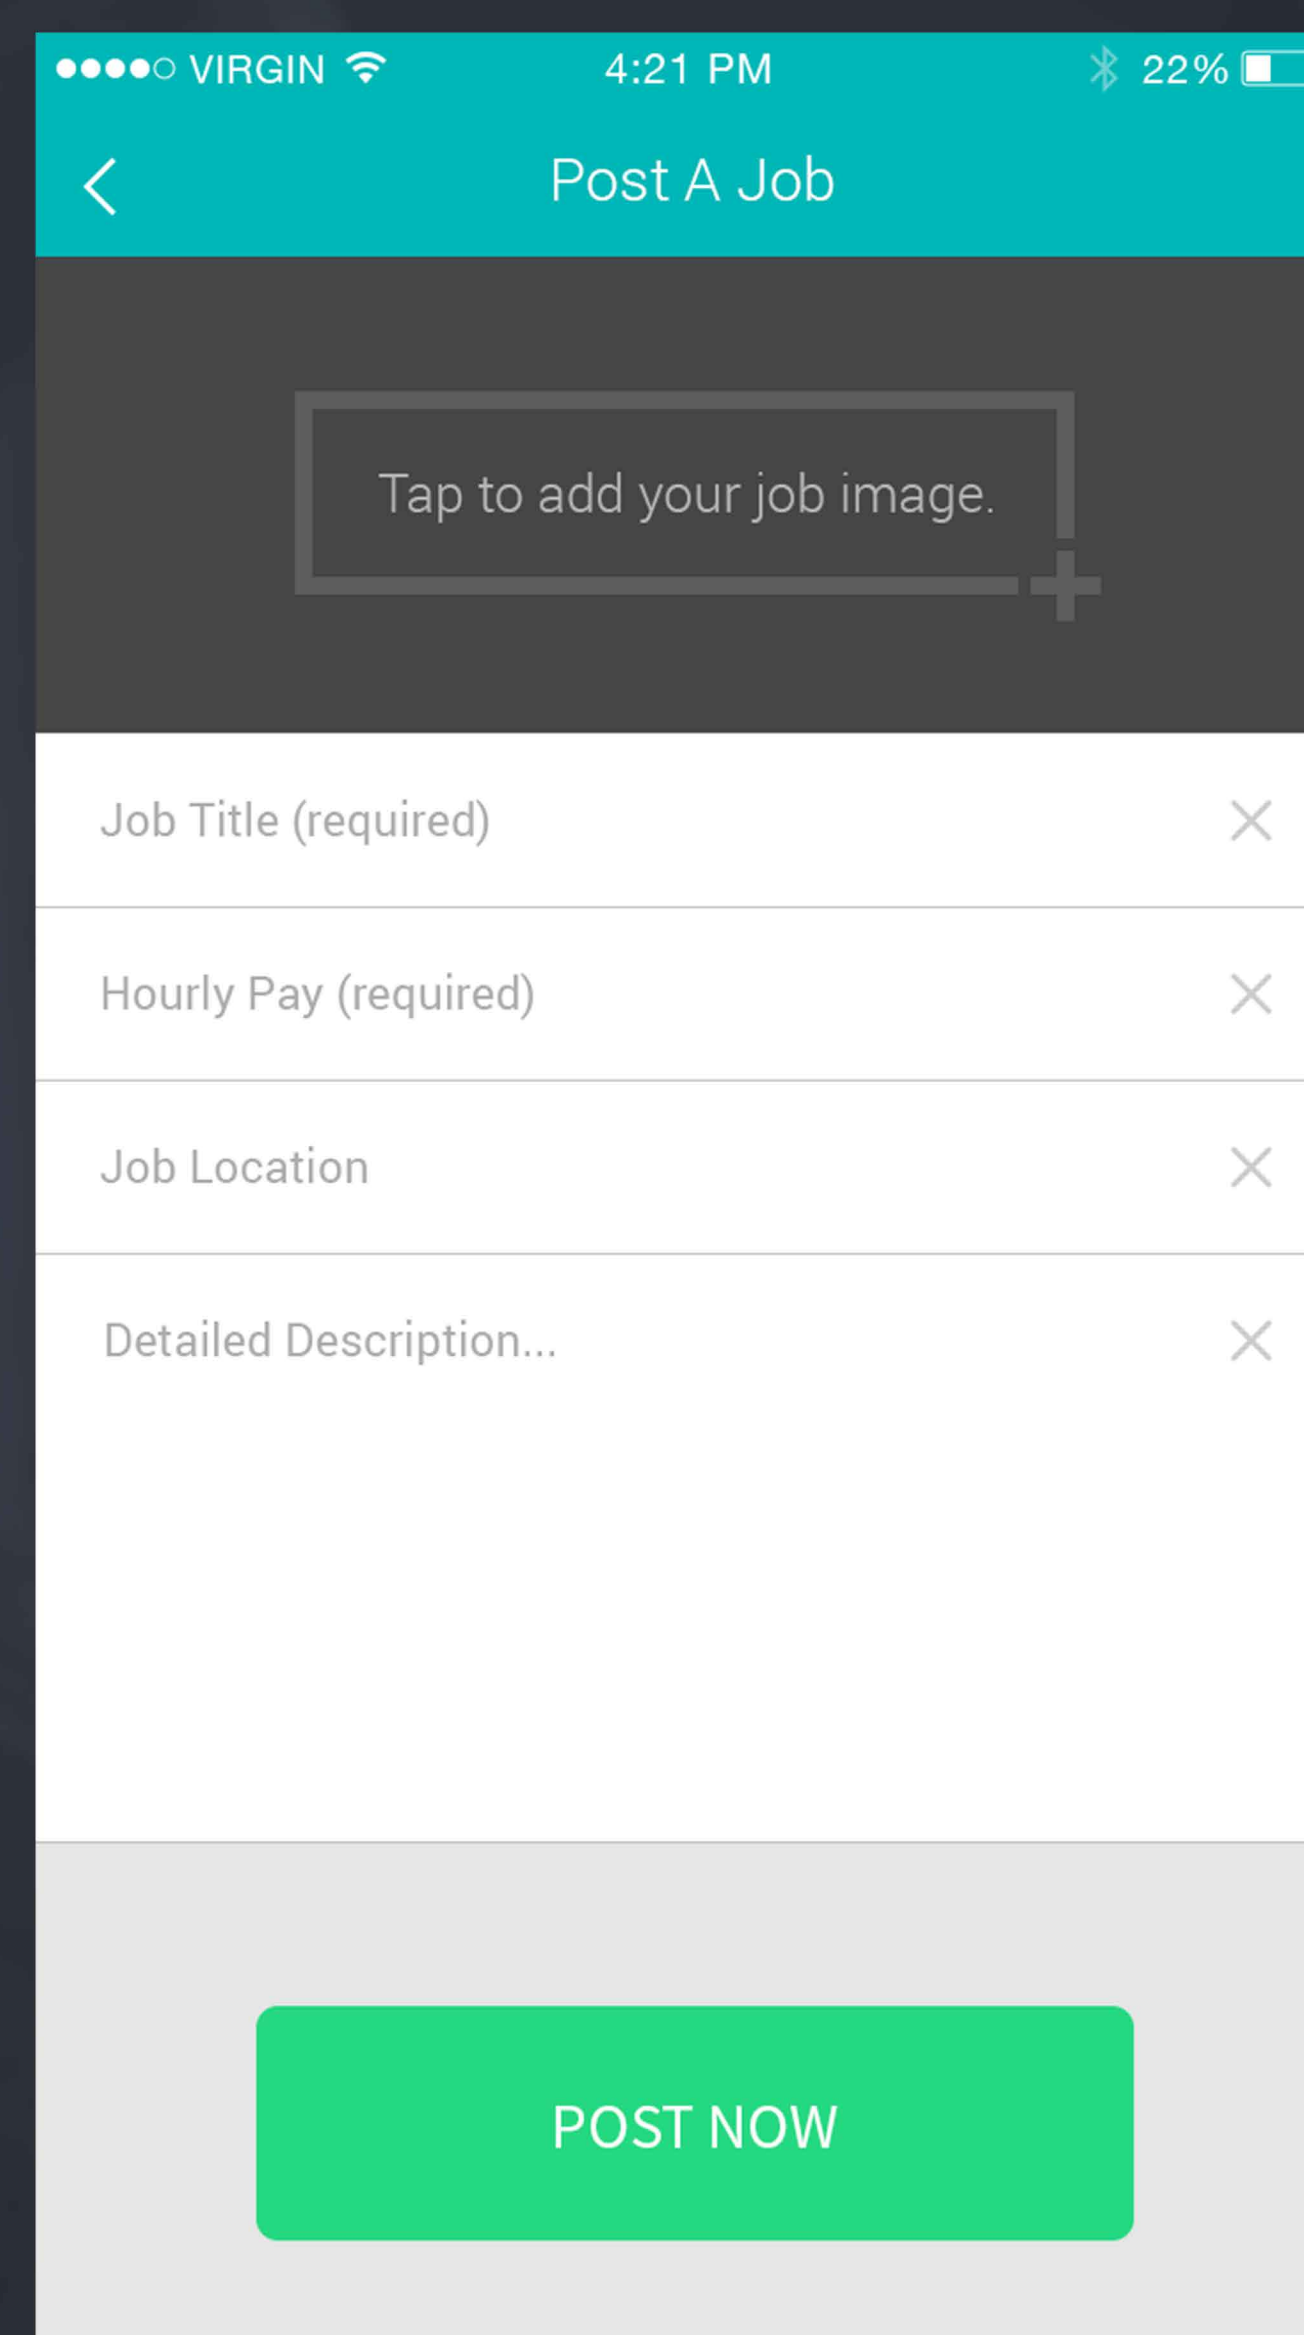 VIRGIN 4:21 PM 22%
Post A Job
Tap to add your job image.
Job Title (required)
Hourly Pay (required)
Job Location
Detailed Description...
POST NOW